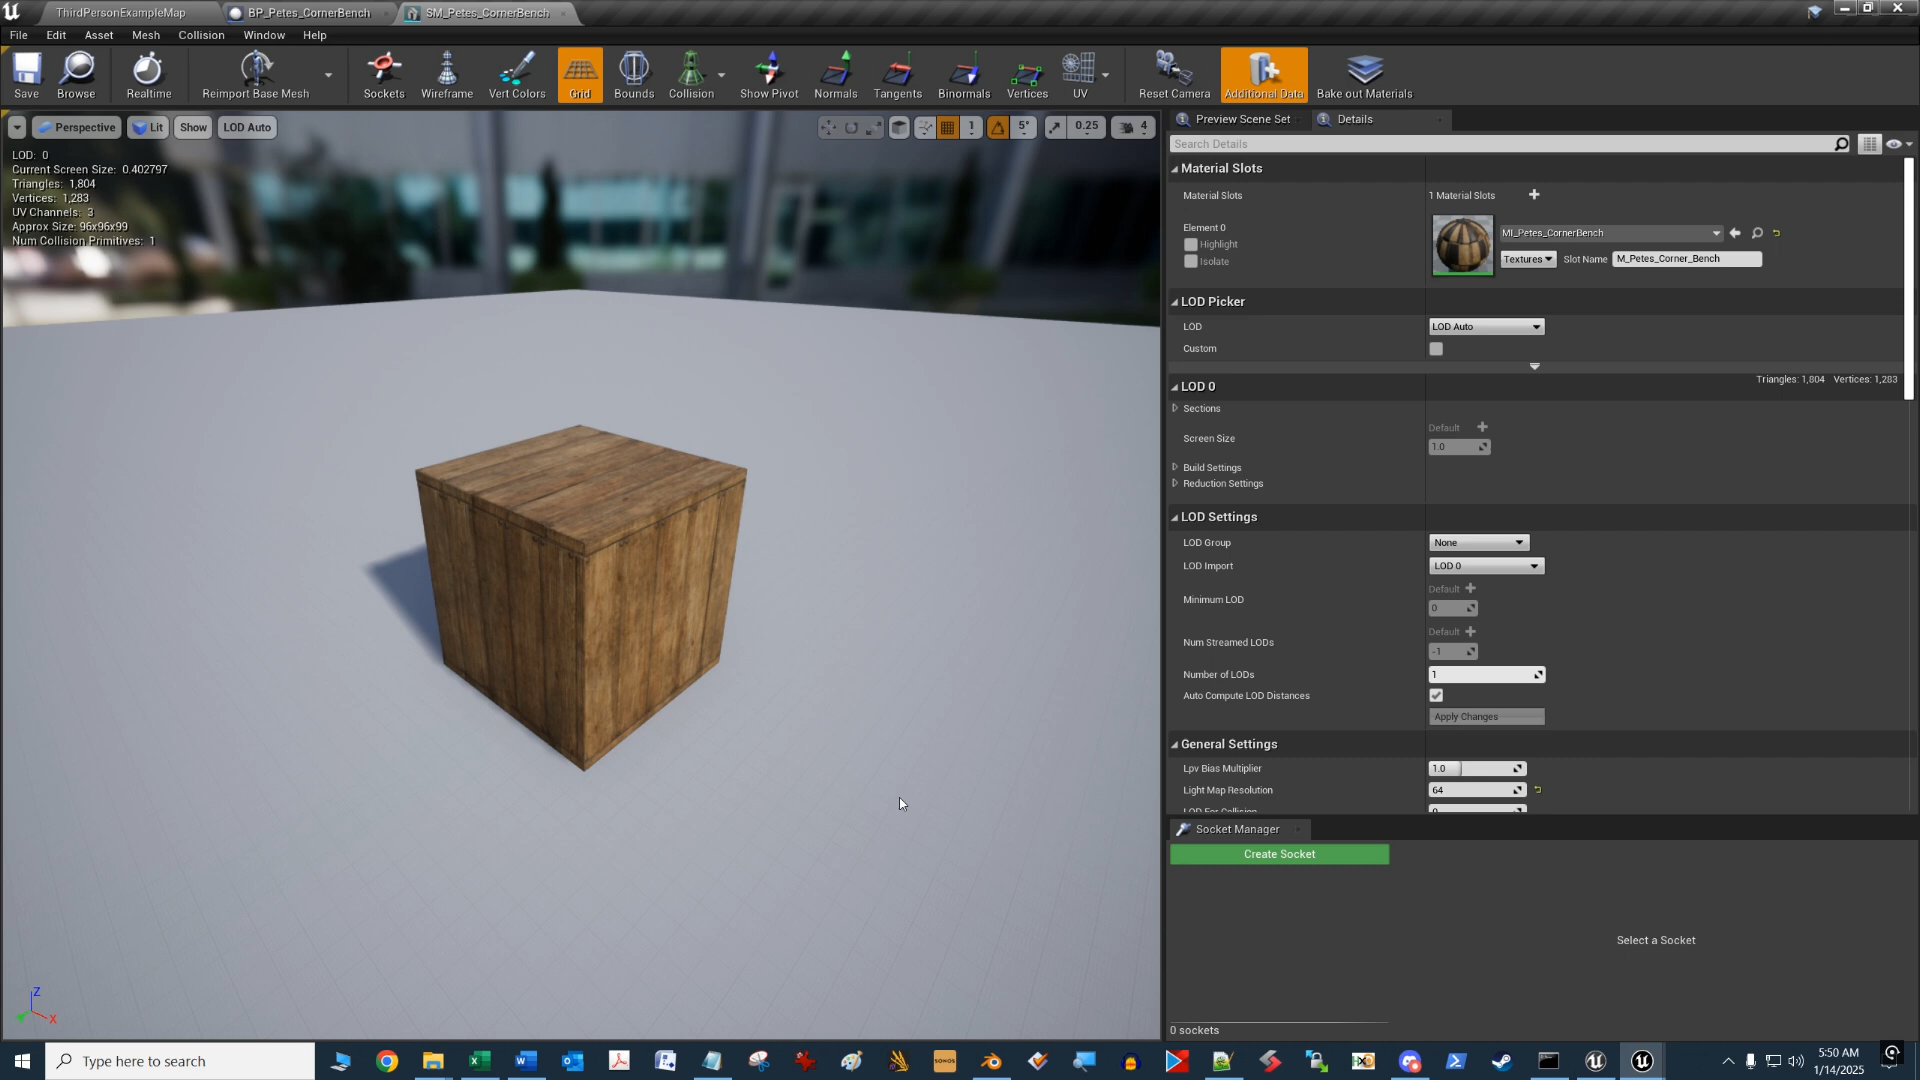 ThirdPersonExampleMap BP_Petes_CornerBench SM_Petes_CornerBench
File Edit Asset Mesh Collision Window Help
Save Browse Realtime Reimport Base Mesh Sockets Wireframe Vert Colors Grid Bounds Collision Show Pivot Normals Tangents Binormals Vertices UV Reset Camera Additional Data Bake out Materials
Perspective Lit Show LOD Auto 1 5° 0.25 4
LOD: 0
Current Screen Size: 0.402797
Triangles: 1,804
Vertices: 1,283
UV Channels: 3
Approx Size: 96x96x99
Num Collision Primitives: 1
Preview Scene Set Details
Search Details
Material Slots
Material Slots 1 Material Slots
Element 0
Highlight
Isolate
MI_Petes_CornerBench
Textures Slot Name M_Petes_Corner_Bench
LOD Picker
LOD LOD Auto
Custom
LOD 0 Triangles: 1,804 Vertices: 1,283
Sections
Default
Screen Size
1.0
Build Settings
Reduction Settings
LOD Settings
LOD Group None
LOD Import LOD 0
Default
Minimum LOD
0
Default
Num Streamed LODs
-1
Number of LODs 1
Auto Compute LOD Distances
Apply Changes
General Settings
Lpv Bias Multiplier 1.0
Light Map Resolution 64
LOD For Collision 0
Socket Manager
Create Socket
Select a Socket
0 sockets
Z
X
Type here to search
SONOS
5:50 AM
1/14/2025